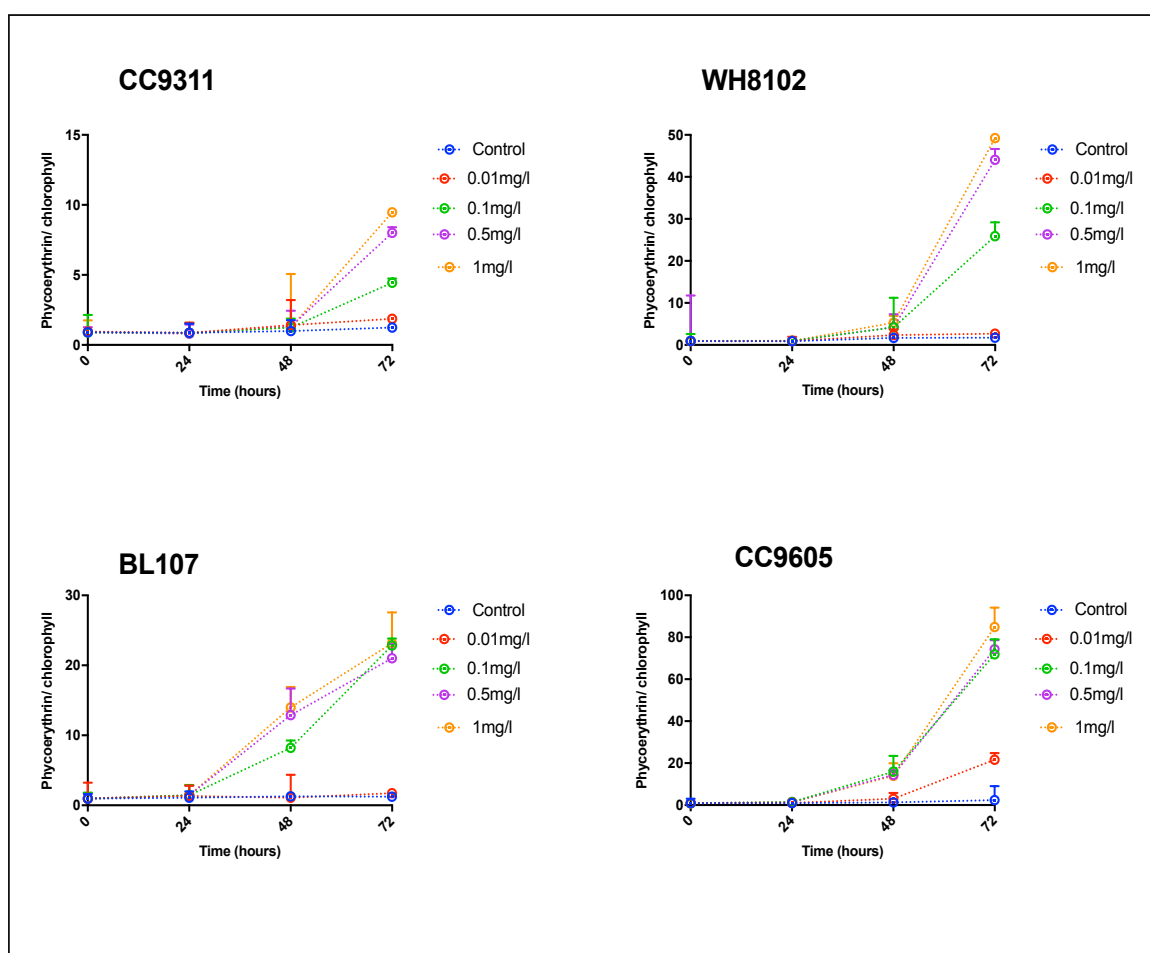 CC9311
Phycoerythrin/ chlorophyll
15
10
5
0
0
24
48
72
Time (hours)
Control
0.01mg/l
0.1mg/l
0.5mg/l
1mg/l
WH8102
Phycoerythrin/ chlorophyll
50
40
30
20
10
0
0
24
48
72
Time (hours)
Control
0.01mg/l
0.1mg/l
0.5mg/l
1mg/l
BL107
Phycoerythrin/ chlorophyll
30
20
10
0
0
24
48
72
Time (hours)
Control
0.01mg/l
0.1mg/l
0.5mg/l
1mg/l
CC9605
Phycoerythrin/ chlorophyll
100
80
60
40
20
0
0
24
48
72
Time (hours)
Control
0.01mg/l
0.1mg/l
0.5mg/l
1mg/l